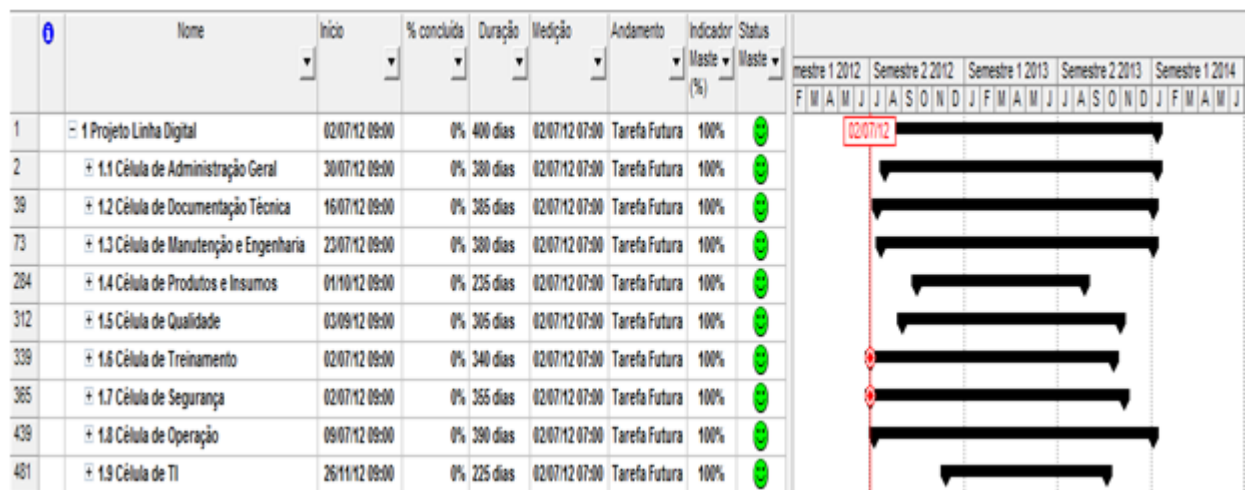 Nome Início % concluída Duração Medição Andamento Indicador Maste (%) Status Maste
mestre 1 2012 Semestre 2 2012 Semestre 1 2013 Semestre 2 2013 Semestre 1 2014
F M A M J J A S O N D J F M A M J J A S O N D J F M A M J
1 1 Projeto Linha Digital 02/07/12 09:00 0% 400 dias 02/07/12 07:00 Tarefa Futura 100% 02/07/12
2 1.1 Célula de Administração Geral 30/07/12 09:00 0% 380 dias 02/07/12 07:00 Tarefa Futura 100%
39 1.2 Célula de Documentação Técnica 16/07/12 09:00 0% 385 dias 02/07/12 07:00 Tarefa Futura 100%
73 1.3 Célula de Manutenção e Engenharia 23/07/12 09:00 0% 380 dias 02/07/12 07:00 Tarefa Futura 100%
284 1.4 Célula de Produtos e Insumos 01/10/12 09:00 0% 235 dias 02/07/12 07:00 Tarefa Futura 100%
312 1.5 Célula de Qualidade 03/09/12 09:00 0% 305 dias 02/07/12 07:00 Tarefa Futura 100%
339 1.6 Célula de Treinamento 02/07/12 09:00 0% 340 dias 02/07/12 07:00 Tarefa Futura 100%
365 1.7 Célula de Segurança 02/07/12 09:00 0% 355 dias 02/07/12 07:00 Tarefa Futura 100%
439 1.8 Célula de Operação 09/07/12 09:00 0% 390 dias 02/07/12 07:00 Tarefa Futura 100%
481 1.9 Célula de TI 26/11/12 09:00 0% 225 dias 02/07/12 07:00 Tarefa Futura 100%